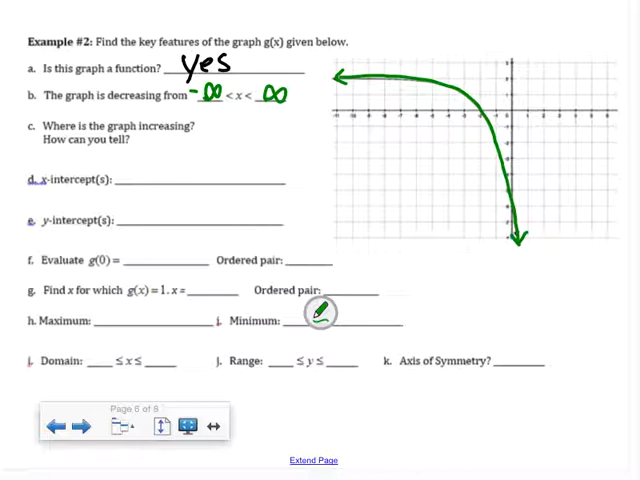 Example #2: Find the key features of the graph g(x) given below.
a. Is this graph a function? yes
b. The graph is decreasing from -∞ < x < ∞
c. Where is the graph increasing?
How can you tell?
d. x-intercept(s):
e. y-intercept(s):
f. Evaluate g(0) = Ordered pair:
g. Find x for which g(x) = 1. x = Ordered pair:
h. Maximum: i. Minimum:
j. Domain: ≤ x ≤ j. Range: ≤ y ≤ k. Axis of Symmetry?
Page 6 of 8
Extend Page